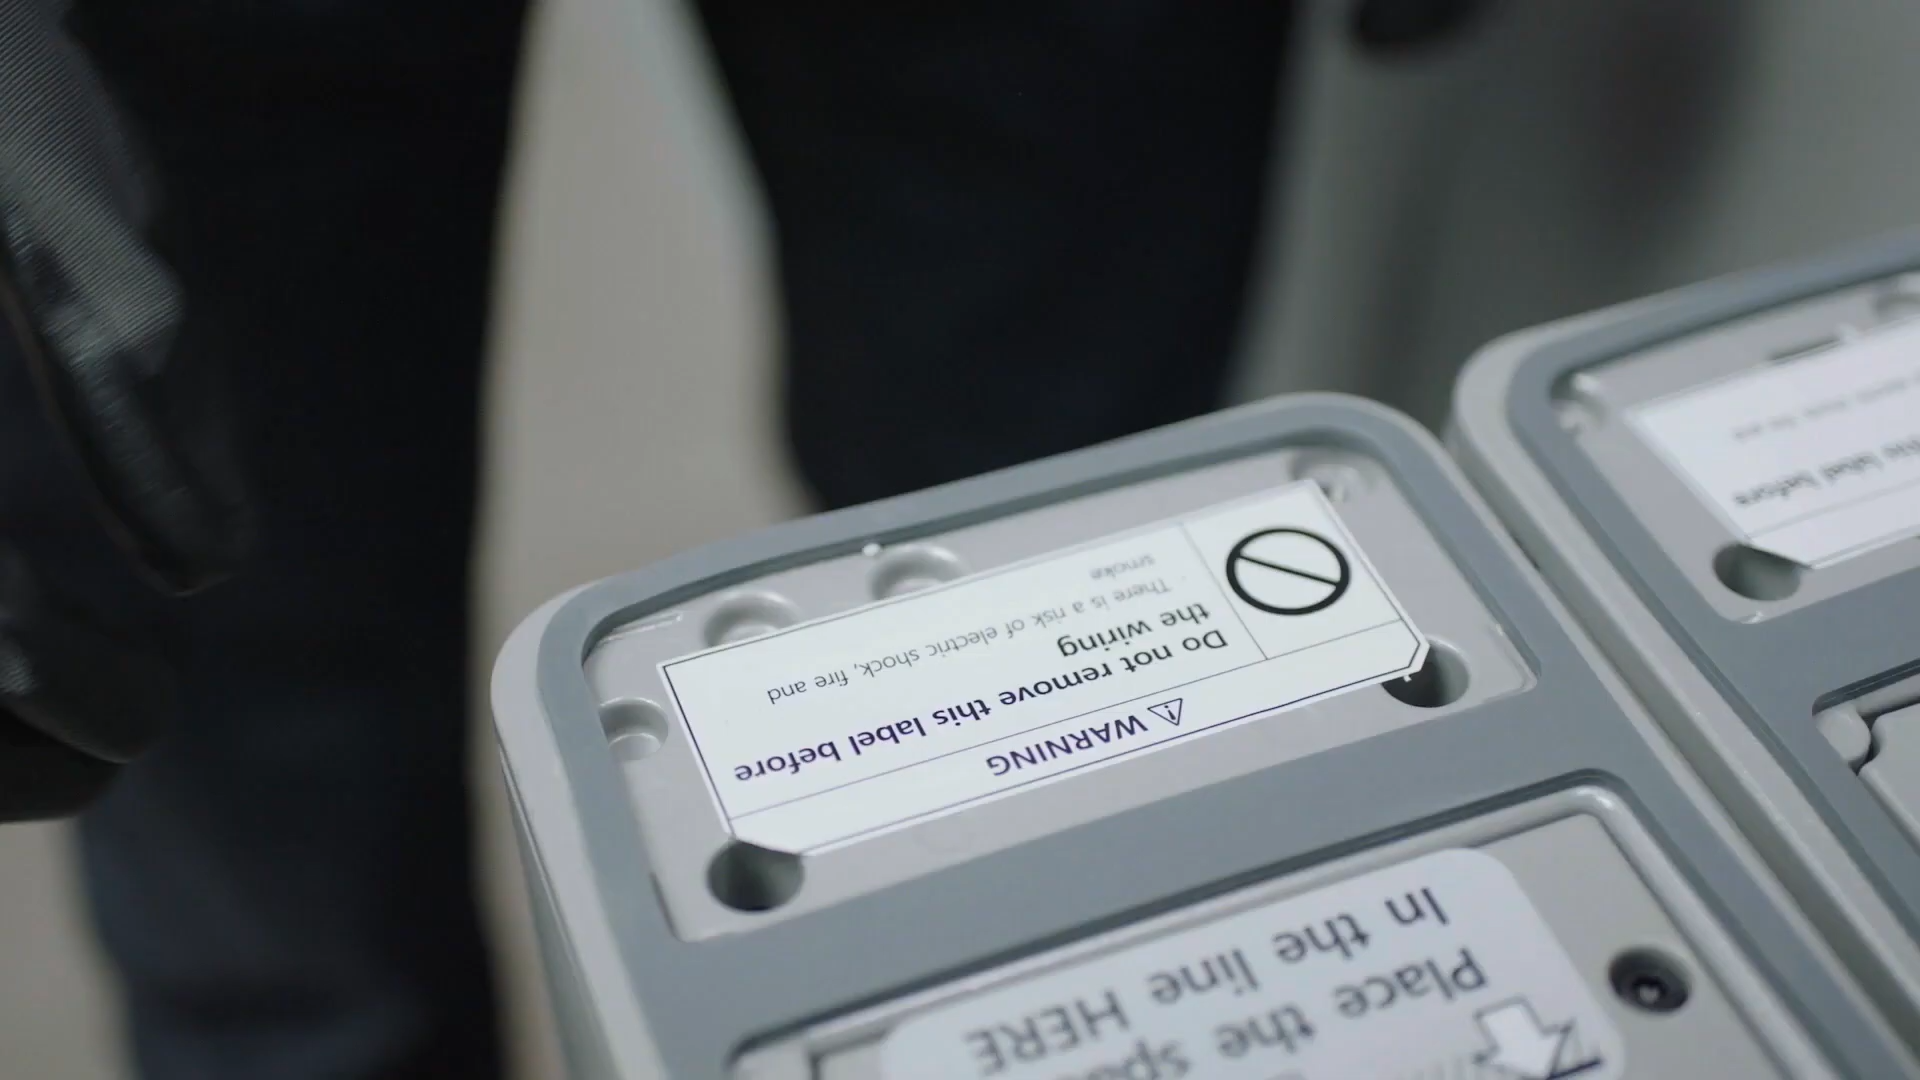 WARNING
Do not remove this label before
the wiring
There is a risk of electric shock, fire and
smoke
Place the
In the line HERE
this label before